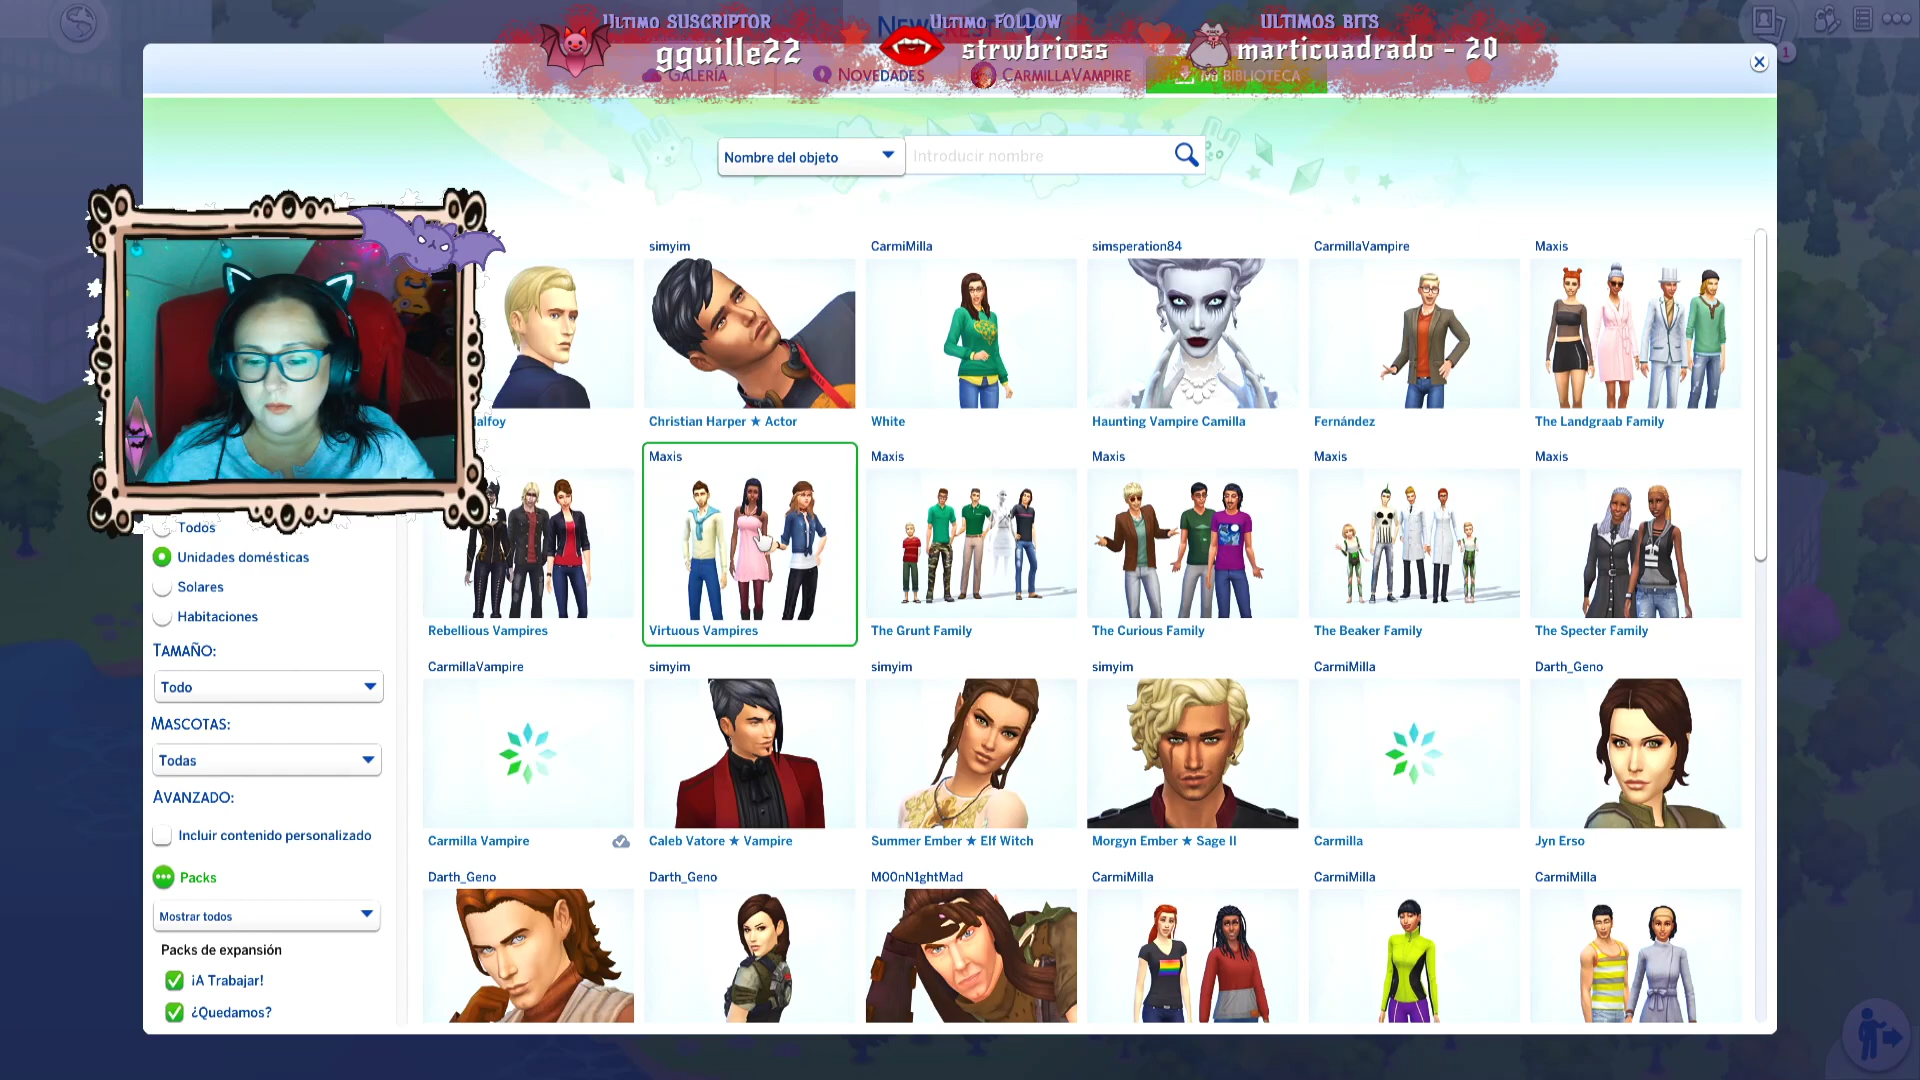 ULTIMO SUSCRIPTOR
gguille22
ULTIMO FOLLOW
strwbrioss
ULTIMOS BITS
marticuadrado - 20
GALERÍA
NOVEDADES
CARMILLAVAMPIRE
MI BIBLIOTECA
1
Nombre del objeto
Introducir nombre
simyim
CarmiMilla
simsperation84
CarmillaVampire
Maxis
alfoy
Christian Harper ★ Actor
White
Haunting Vampire Camilla
Fernández
The Landgraab Family
Maxis
Maxis
Maxis
Maxis
Maxis
Rebellious Vampires
Virtuous Vampires
The Grunt Family
The Curious Family
The Beaker Family
The Specter Family
CarmillaVampire
simyim
simyim
simyim
CarmiMilla
Darth_Geno
Carmilla Vampire
Caleb Vatore ★ Vampire
Summer Ember ★ Elf Witch
Morgyn Ember ★ Sage II
Carmilla
Jyn Erso
Darth_Geno
Darth_Geno
M00nN1ghtMad
CarmiMilla
CarmiMilla
CarmiMilla
Todos
Unidades domésticas
Solares
Habitaciones
TAMAÑO:
Todo
MASCOTAS:
Todas
AVANZADO:
Incluir contenido personalizado
Packs
Mostrar todos
Packs de expansión
¡A Trabajar!
¿Quedamos?